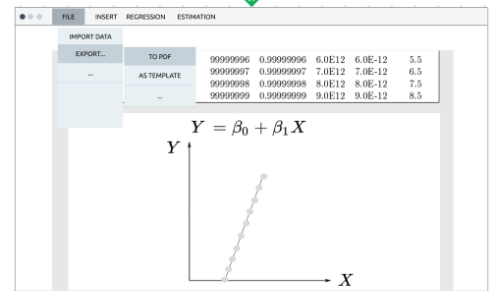 FILE INSERT REGRESSION ESTIMATION
IMPORT DATA
EXPORT...
...
TO PDF
AS TEMPLATE
...
99999996 0.99999996 6.0E12 6.0E-12 5.5
99999997 0.99999997 7.0E12 7.0E-12 6.5
99999998 0.99999998 8.0E12 8.0E-12 7.5
99999999 0.99999999 9.0E12 9.0E-12 8.5
Y = β₀ + β₁X
Y
X